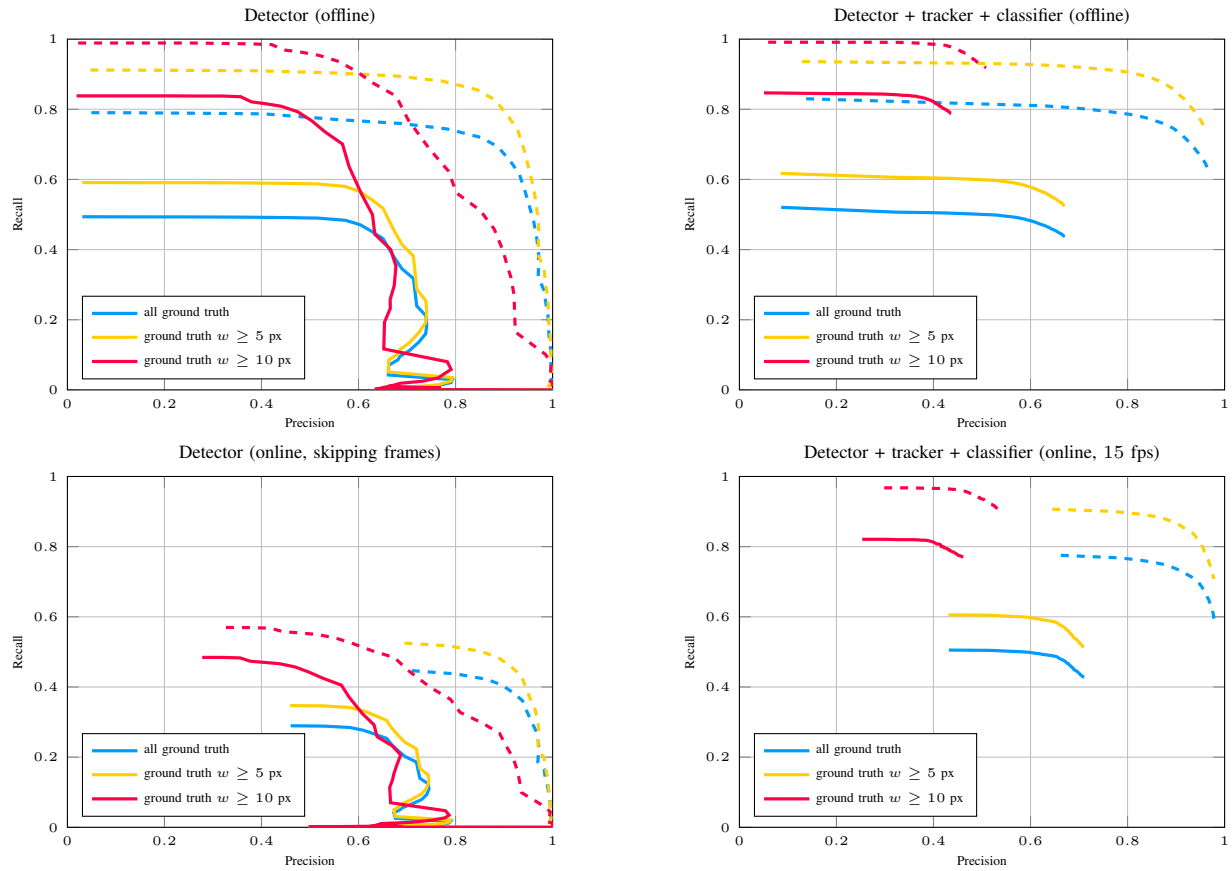 Detector (offline)
1
0.8
0.6
0.4
0.2
0
Recall
all ground truth
ground truth w ≥ 5 px
ground truth w ≥ 10 px
0
0.2
0.4
0.6
0.8
1
Precision
Detector + tracker + classifier (offline)
1
0.8
0.6
0.4
0.2
0
Recall
all ground truth
ground truth w ≥ 5 px
ground truth w ≥ 10 px
0
0.2
0.4
0.6
0.8
1
Precision
Detector (online, skipping frames)
1
0.8
0.6
0.4
0.2
0
Recall
all ground truth
ground truth w ≥ 5 px
ground truth w ≥ 10 px
0
0.2
0.4
0.6
0.8
1
Precision
Detector + tracker + classifier (online, 15 fps)
1
0.8
0.6
0.4
0.2
0
Recall
all ground truth
ground truth w ≥ 5 px
ground truth w ≥ 10 px
0
0.2
0.4
0.6
0.8
1
Precision